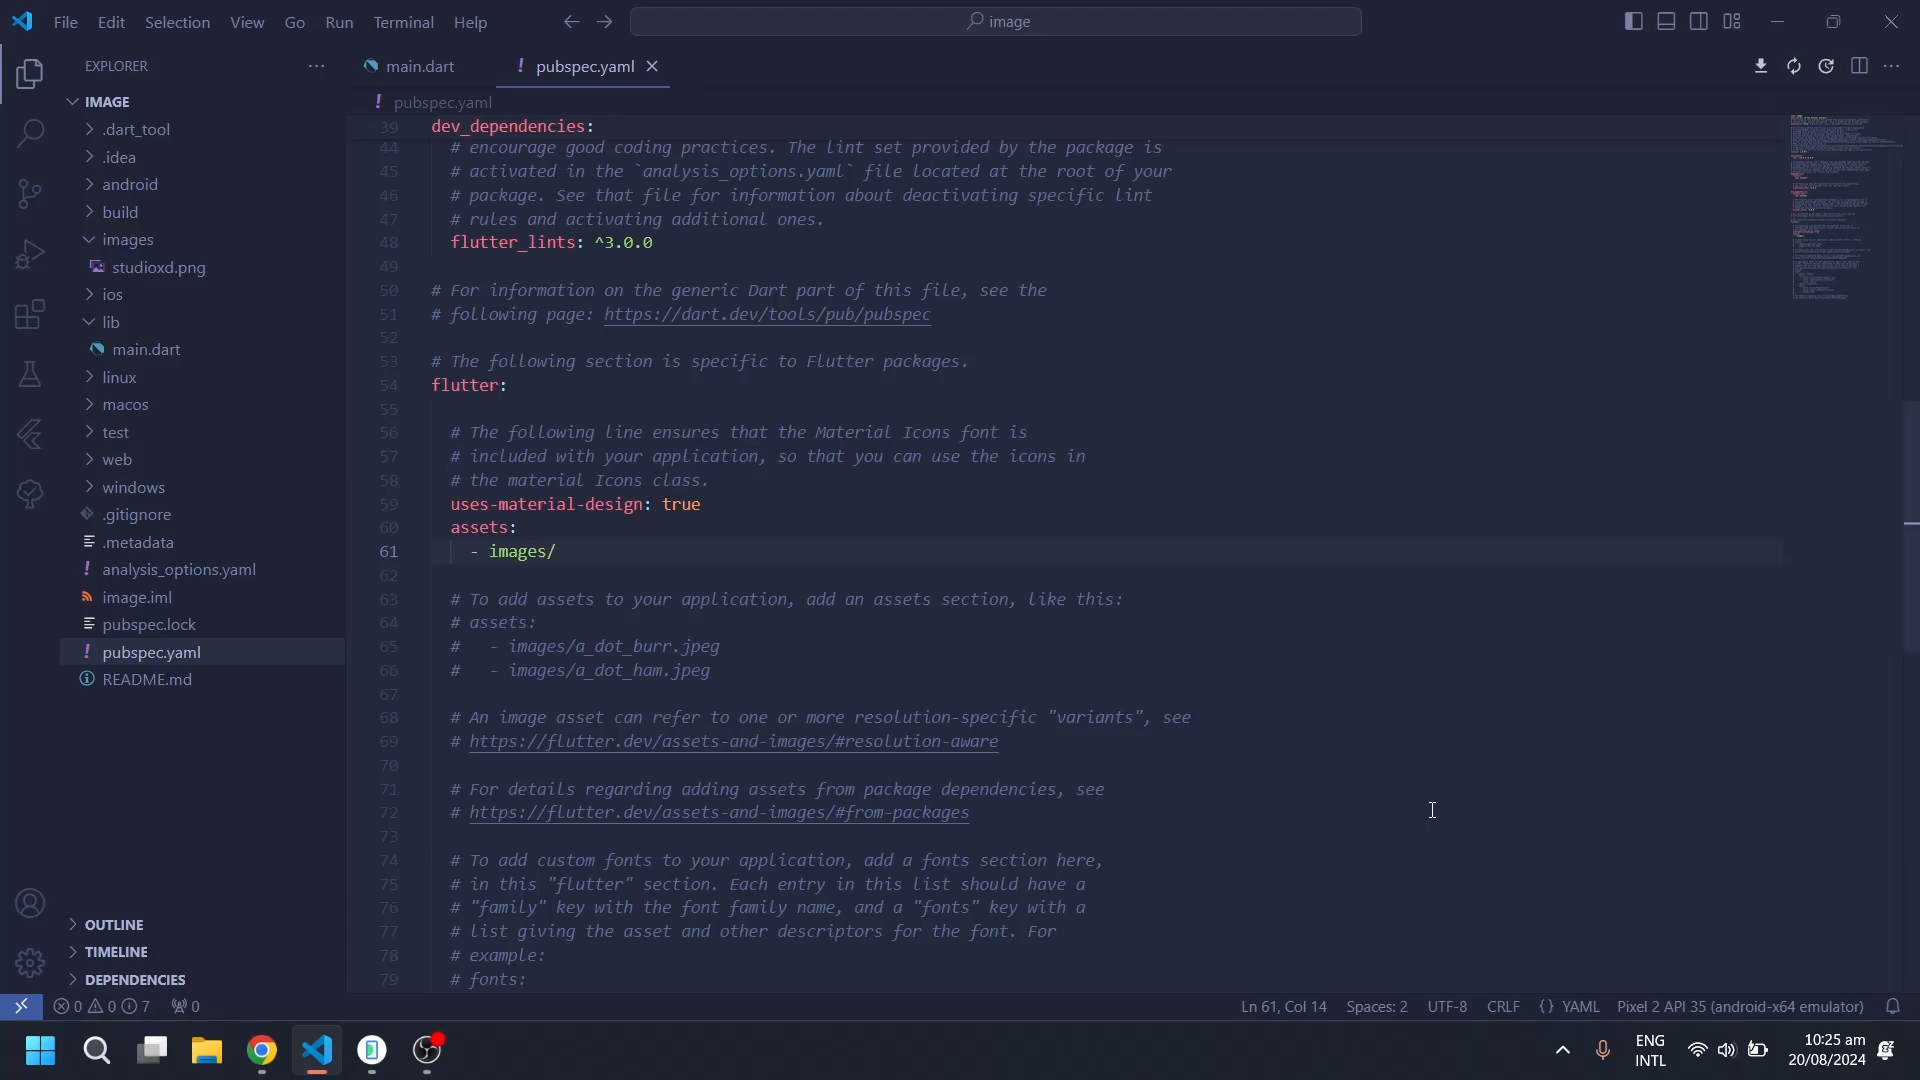 File Edit Selection View Go Run Terminal Help
image
EXPLORER
main.dart
pubspec.yaml
IMAGE
.dart_tool
.idea
android
build
images
studioxd.png
ios
lib
main.dart
linux
macos
test
web
windows
.gitignore
.metadata
analysis_options.yaml
image.iml
pubspec.lock
pubspec.yaml
README.md
OUTLINE
TIMELINE
DEPENDENCIES
pubspec.yaml
39 dev_dependencies:
44 # encourage good coding practices. The lint set provided by the package is
45 # activated in the `analysis_options.yaml` file located at the root of your
46 # package. See that file for information about deactivating specific lint
47 # rules and activating additional ones.
48 flutter_lints: ^3.0.0
49
50 # For information on the generic Dart part of this file, see the
51 # following page: https://dart.dev/tools/pub/pubspec
52
53 # The following section is specific to Flutter packages.
54 flutter:
55
56 # The following line ensures that the Material Icons font is
57 # included with your application, so that you can use the icons in
58 # the material Icons class.
59 uses-material-design: true
60 assets:
61 - images/
62
63 # To add assets to your application, add an assets section, like this:
64 # assets:
65 #   - images/a_dot_burr.jpeg
66 #   - images/a_dot_ham.jpeg
67
68 # An image asset can refer to one or more resolution-specific "variants", see
69 # https://flutter.dev/assets-and-images/#resolution-aware
70
71 # For details regarding adding assets from package dependencies, see
72 # https://flutter.dev/assets-and-images/#from-packages
73
74 # To add custom fonts to your application, add a fonts section here,
75 # in this "flutter" section. Each entry in this list should have a
76 # "family" key with the font family name, and a "fonts" key with a
77 # list giving the asset and other descriptors for the font. For
78 # example:
79 # fonts:
0 0 7 0
Ln 61, Col 14 Spaces: 2 UTF-8 CRLF {} YAML Pixel 2 API 35 (android-x64 emulator)
ENG
INTL
10:25 am
20/08/2024